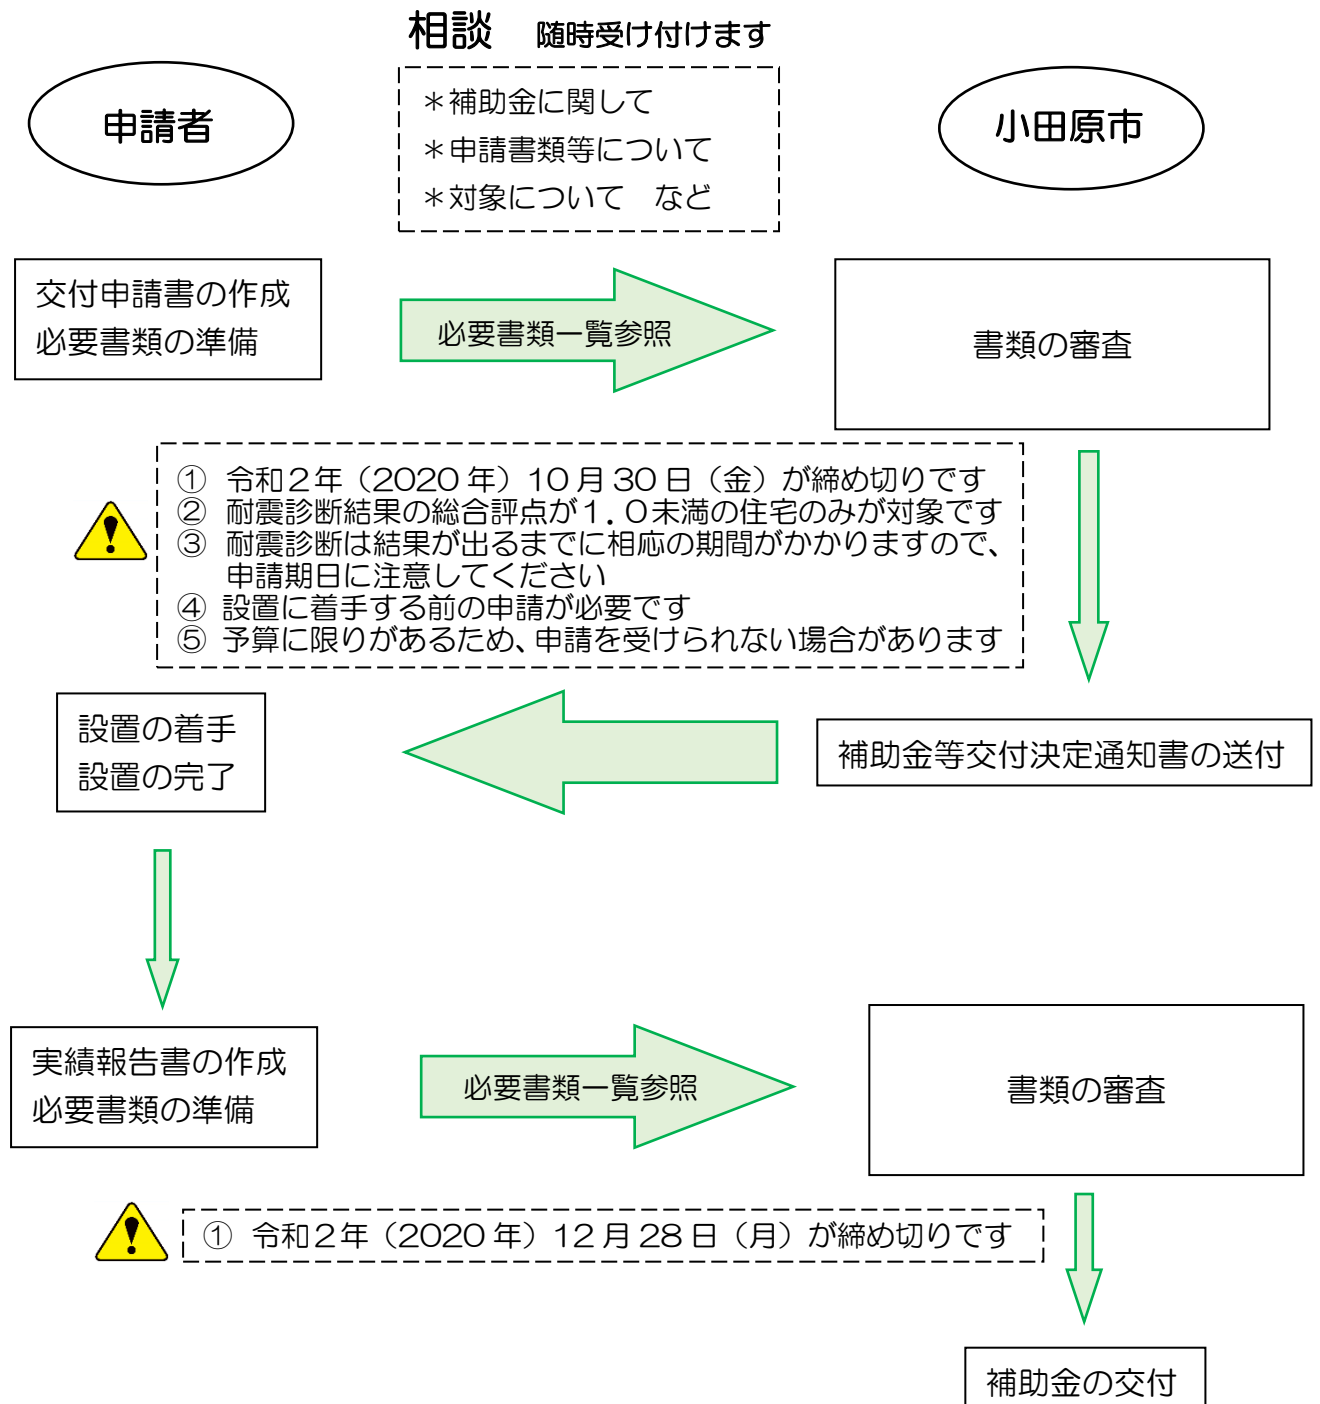 相談 随時受け付けます
申請者
＊補助金に関して
＊申請書類等について
＊対象について など
小田原市
交付申請書の作成
必要書類の準備
必要書類一覧参照
書類の審査
① 令和２年（2020 年）10 月 30 日（金）が締め切りです
② 耐震診断結果の総合評点が１．０未満の住宅のみが対象です
③ 耐震診断は結果が出るまでに相応の期間がかかりますので、
申請期日に注意してください
④ 設置に着手する前の申請が必要です
⑤ 予算に限りがあるため、申請を受けられない場合があります
設置の着手
設置の完了
補助金等交付決定通知書の送付
実績報告書の作成
必要書類の準備
必要書類一覧参照
書類の審査
① 令和２年（2020 年）12 月 28 日（月）が締め切りです
補助金の交付